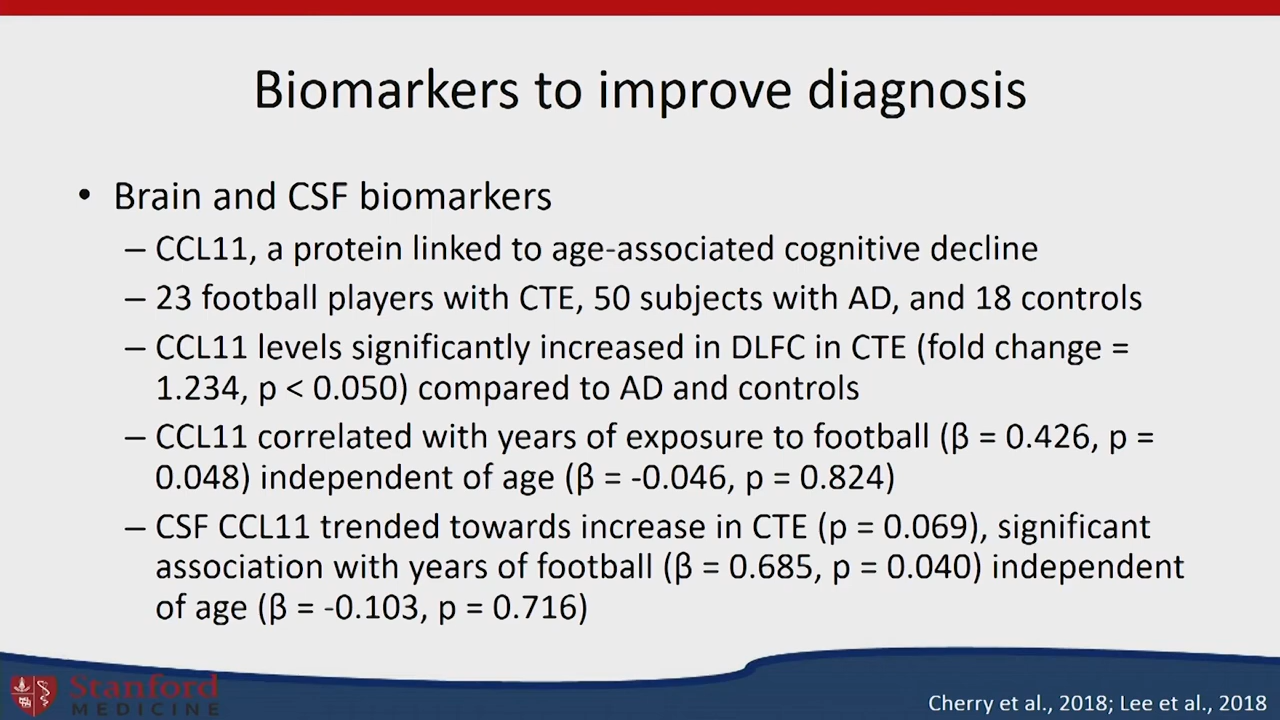 Biomarkers to improve diagnosis
• Brain and CSF biomarkers
– CCL11, a protein linked to age-associated cognitive decline
– 23 football players with CTE, 50 subjects with AD, and 18 controls
– CCL11 levels significantly increased in DLFC in CTE (fold change =
1.234, p < 0.050) compared to AD and controls
– CCL11 correlated with years of exposure to football (β = 0.426, p =
0.048) independent of age (β = -0.046, p = 0.824)
– CSF CCL11 trended towards increase in CTE (p = 0.069), significant
association with years of football (β = 0.685, p = 0.040) independent
of age (β = -0.103, p = 0.716)
Stanford
MEDICINE
Cherry et al., 2018; Lee et al., 2018